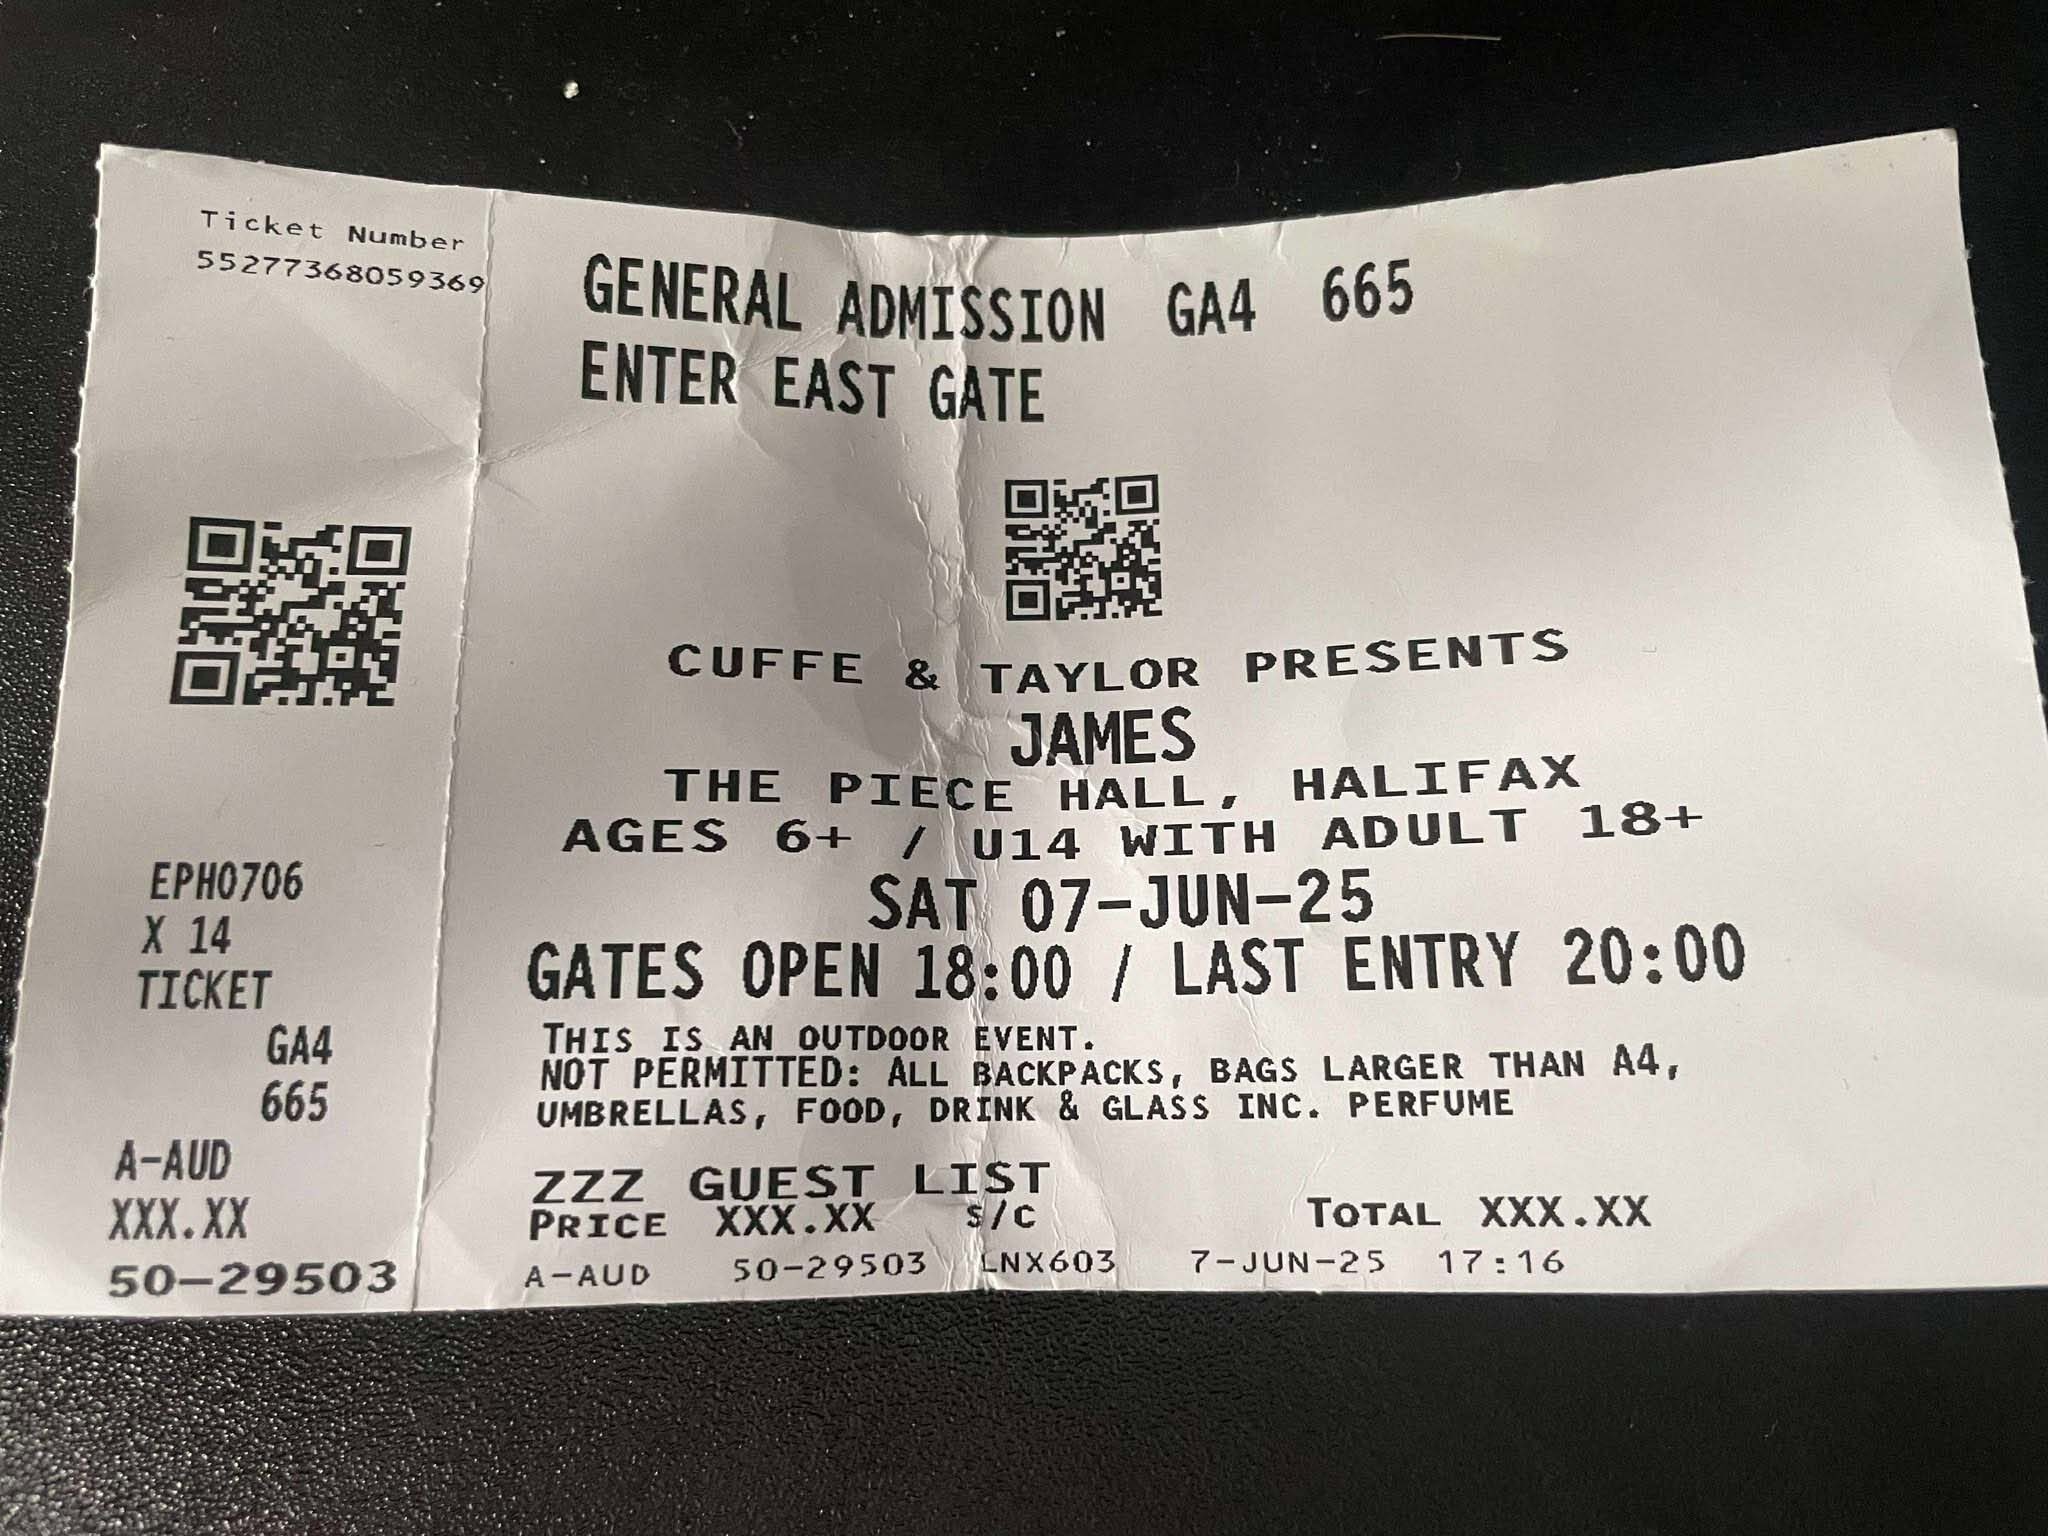 Ticket Number
55277368059369
EPH0706
X 14
TICKET
GA4
665
A-AUD
XXX.XX
50-29503
GENERAL ADMISSION GA4 665
ENTER EAST GATE
CUFFE & TAYLOR PRESENTS
JAMES
THE PIECE HALL, HALIFAX
AGES 6+ / U14 WITH ADULT 18+
SAT 07-JUN-25
GATES OPEN 18:00 / LAST ENTRY 20:00
THIS IS AN OUTDOOR EVENT.
NOT PERMITTED: ALL BACKPACKS, BAGS LARGER THAN A4,
UMBRELLAS, FOOD, DRINK & GLASS INC. PERFUME
ZZZ GUEST LIST
PRICE XXX.XX S/C TOTAL XXX.XX
A-AUD 50-29503 LNX603 7-JUN-25 17:16